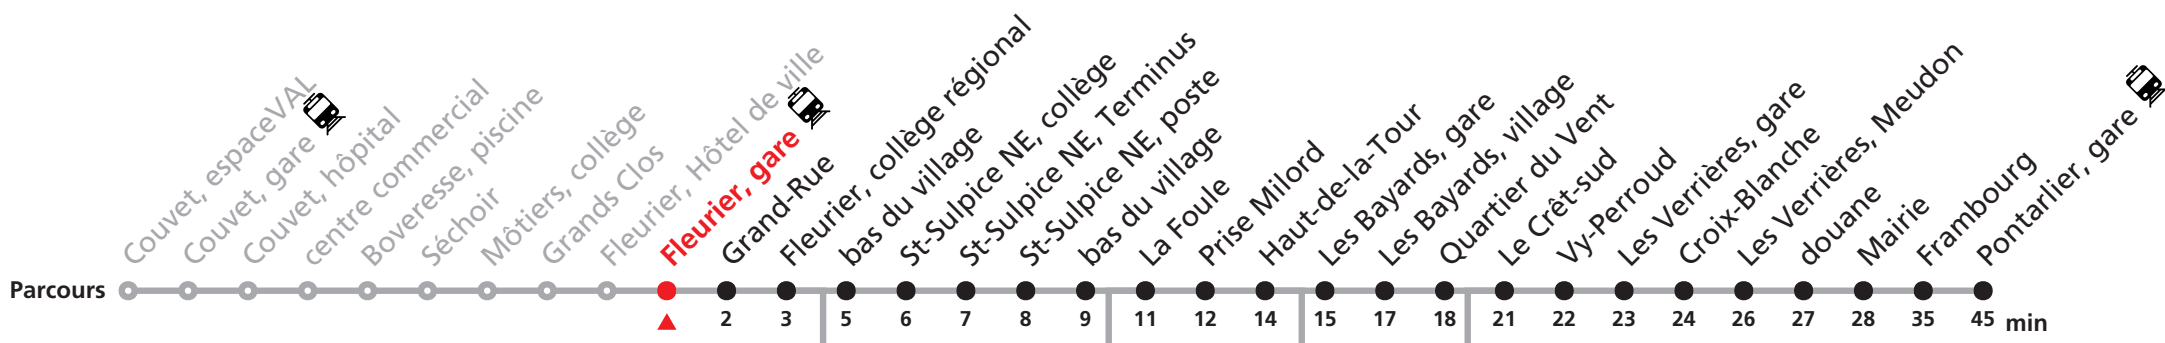 Couvet, espaceVAL
Couvet, gare
Couvet, hôpital
centre commercial
Boveresse, piscine
Séchoir
Môtiers, collège
Grands Clos
Fleurier, Hôtel de ville
Fleurier, gare
Grand-Rue
Fleurier, collège régional
bas du village
St-Sulpice NE, collège
St-Sulpice NE, Terminus
St-Sulpice NE, poste
bas du village
La Foule
Prise Milord
Haut-de-la-Tour
Les Bayards, gare
Les Bayards, village
Quartier du Vent
Le Crêt-sud
Vy-Perroud
Les Verrières, gare
Croix-Blanche
Les Verrières, Meudon
douane
Mairie
Frambourg
Pontarlier, gare
Parcours
2 3 5 6 7 8 9 11 12 14 15 17 18 21 22 23 24 26 27 28 35 45 min